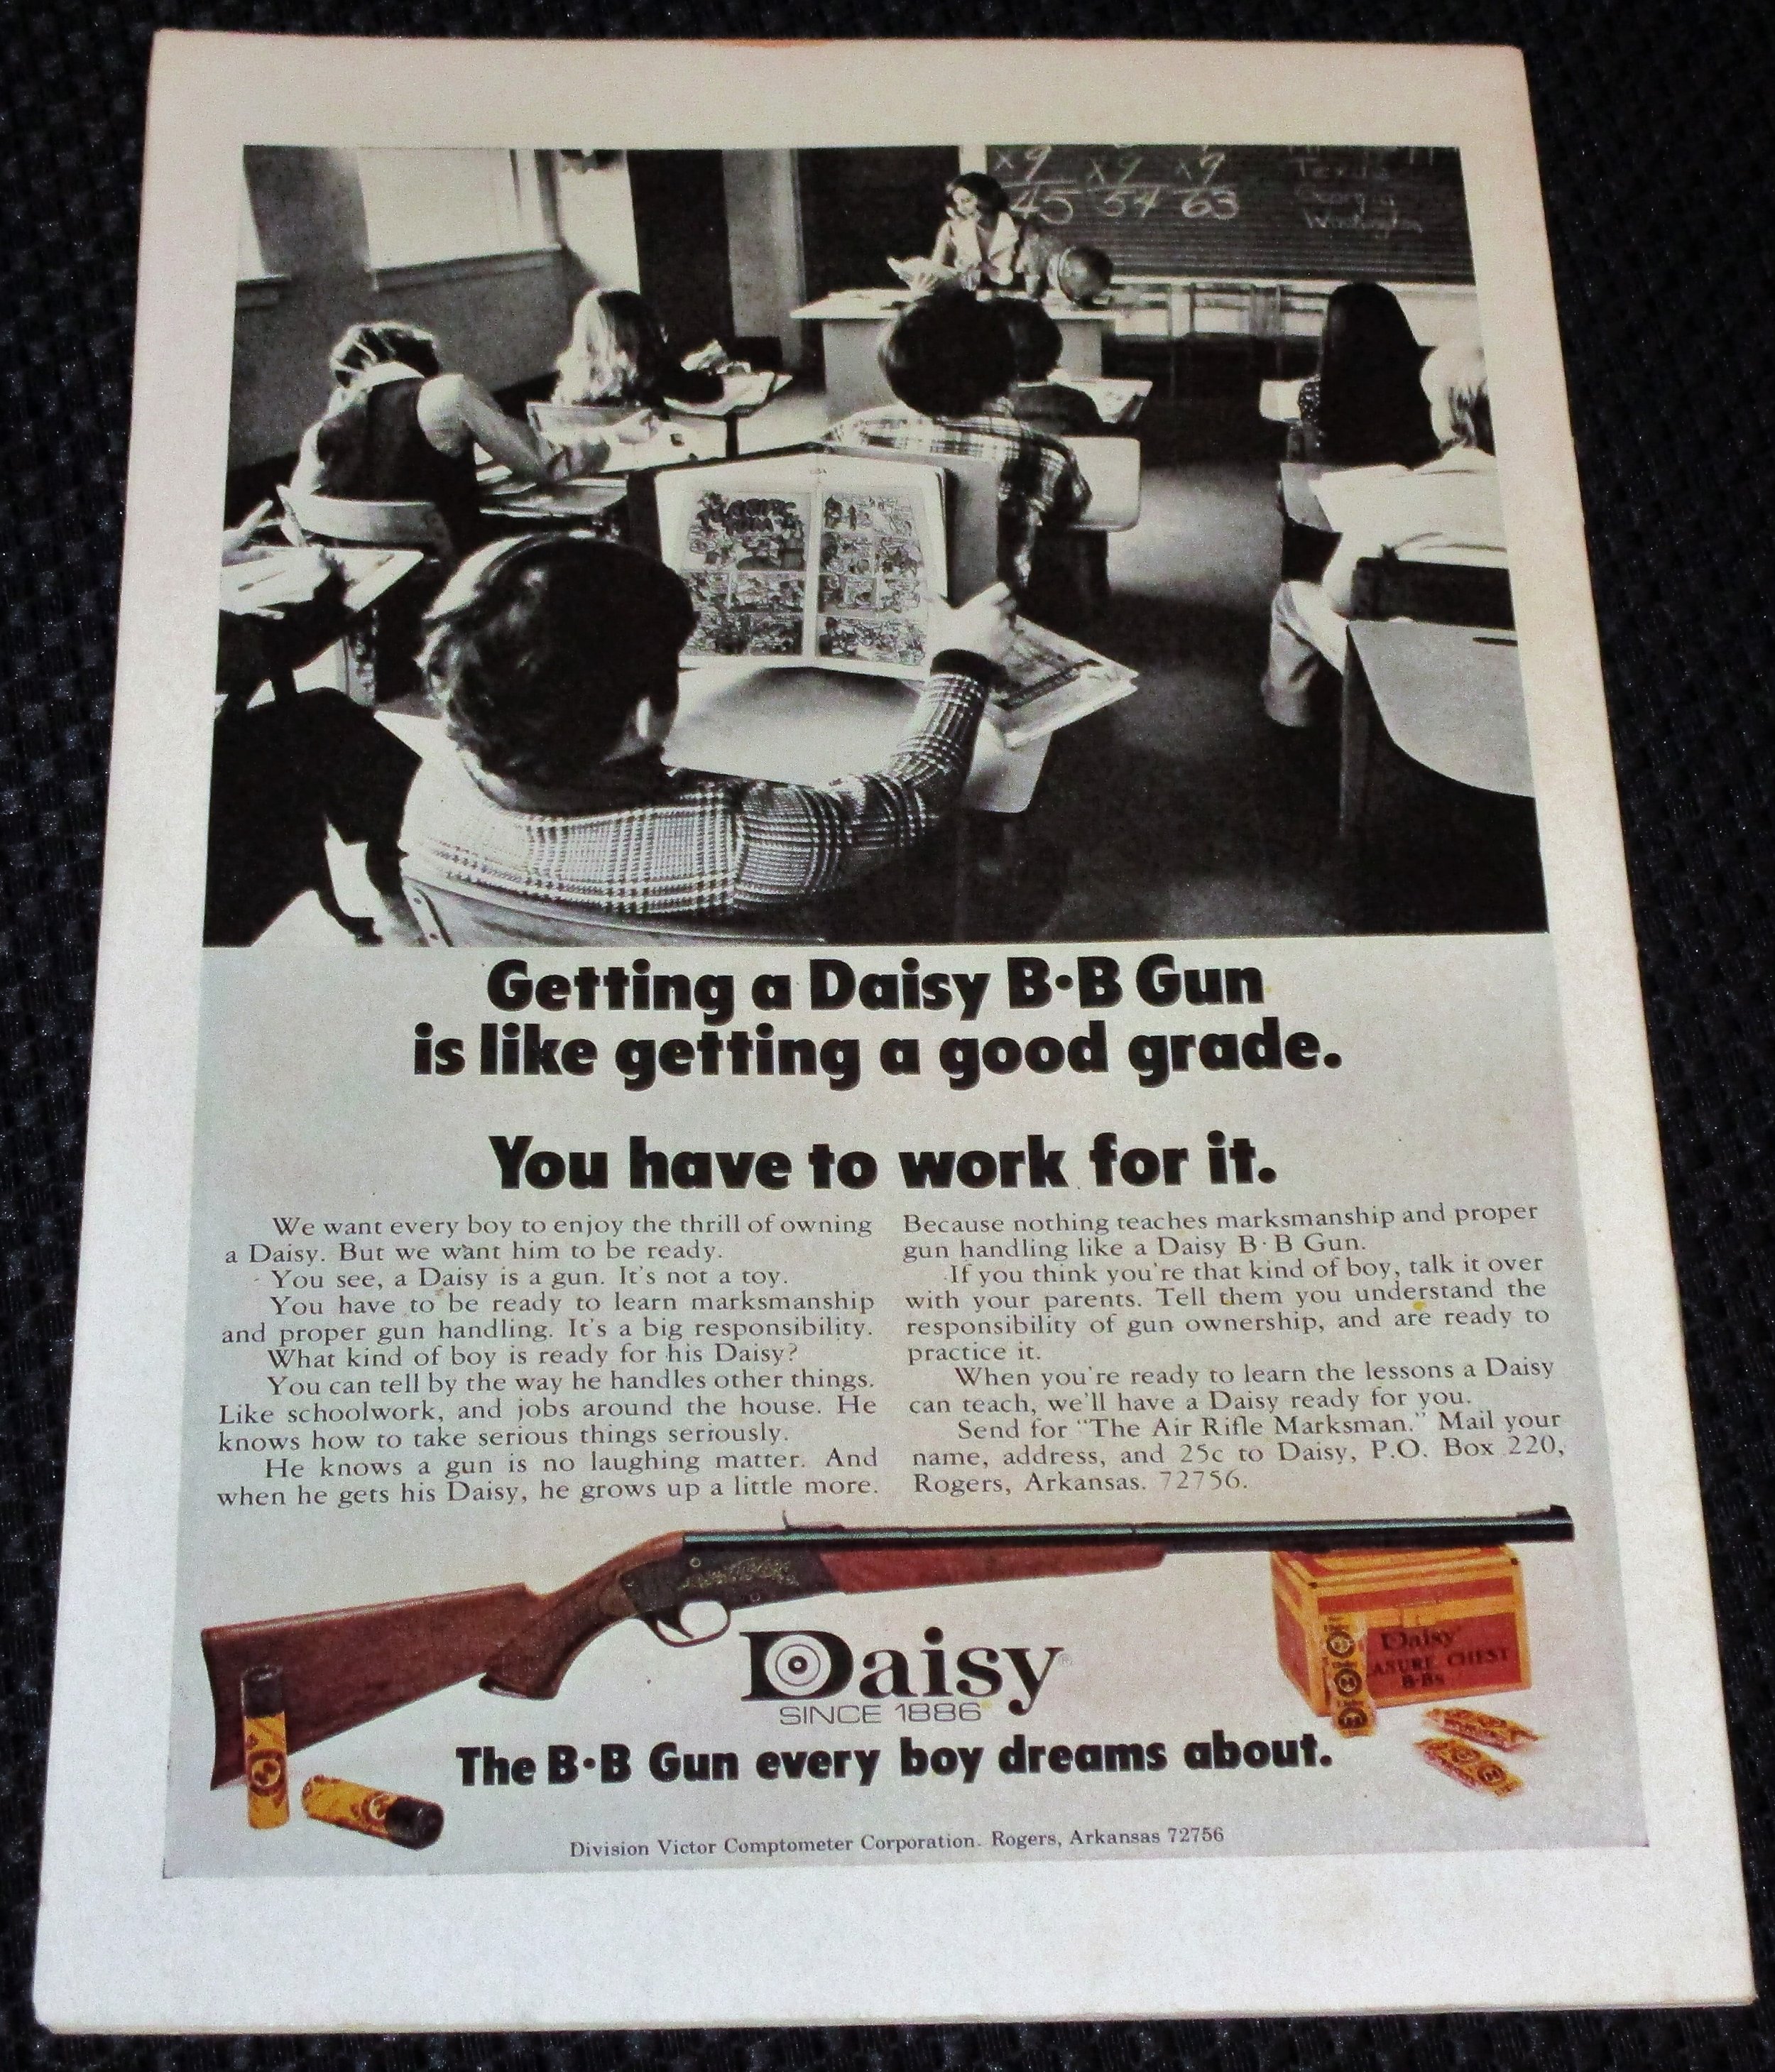 x9 x9 x9
45 54 63
Texas
Georgia
Washington
Getting a Daisy B·B Gun
is like getting a good grade.
You have to work for it.
We want every boy to enjoy the thrill of owning
a Daisy. But we want him to be ready.
You see, a Daisy is a gun. It's not a toy.
You have to be ready to learn marksmanship
and proper gun handling. It's a big responsibility.
What kind of boy is ready for his Daisy?
You can tell by the way he handles other things.
Like schoolwork, and jobs around the house. He
knows how to take serious things seriously.
He knows a gun is no laughing matter. And
when he gets his Daisy, he grows up a little more.
Because nothing teaches marksmanship and proper
gun handling like a Daisy B·B Gun.
If you think you're that kind of boy, talk it over
with your parents. Tell them you understand the
responsibility of gun ownership, and are ready to
practice it.
When you're ready to learn the lessons a Daisy
can teach, we'll have a Daisy ready for you.
Send for "The Air Rifle Marksman." Mail your
name, address, and 25c to Daisy, P.O. Box 220,
Rogers, Arkansas. 72756.
Daisy
ASURE CHEST
B·Bs
Daisy®
SINCE 1886
The B·B Gun every boy dreams about.
Division Victor Comptometer Corporation. Rogers, Arkansas 72756